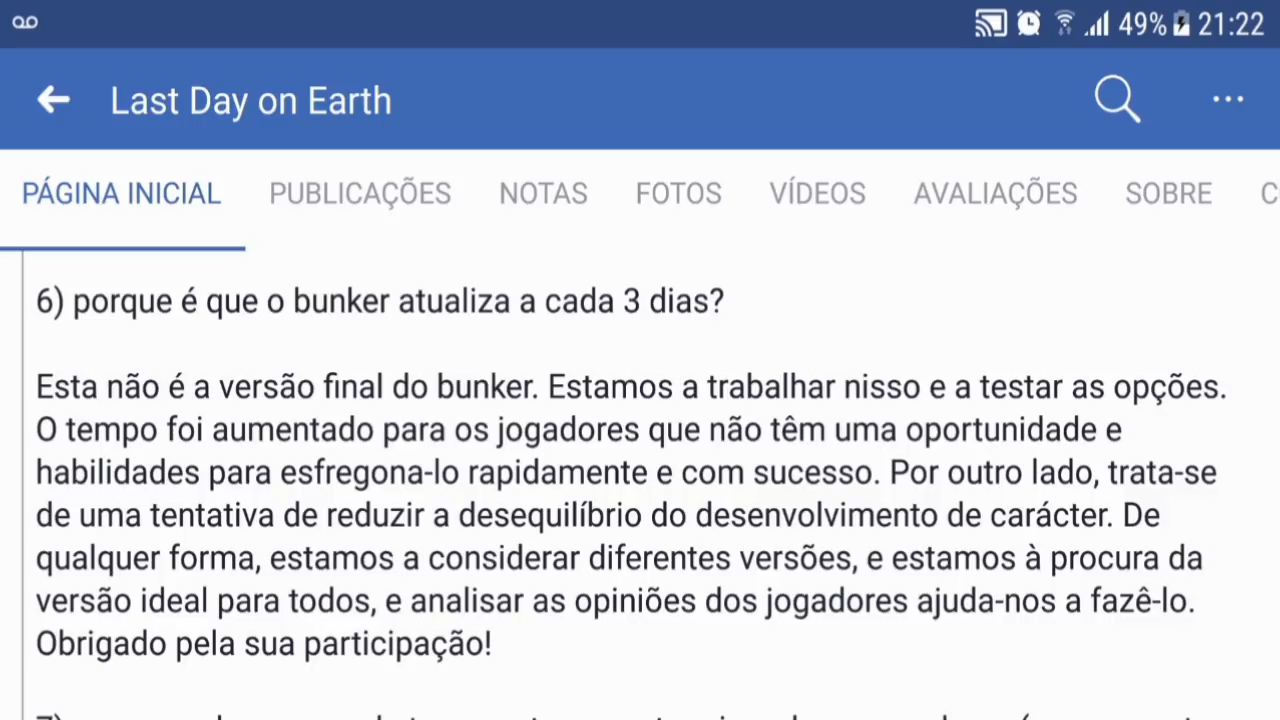 49% 21:22
Last Day on Earth
PÁGINA INICIAL PUBLICAÇÕES NOTAS FOTOS VÍDEOS AVALIAÇÕES SOBRE C
6) porque é que o bunker atualiza a cada 3 dias?
Esta não é a versão final do bunker. Estamos a trabalhar nisso e a testar as opções.
O tempo foi aumentado para os jogadores que não têm uma oportunidade e
habilidades para esfregona-lo rapidamente e com sucesso. Por outro lado, trata-se
de uma tentativa de reduzir a desequilíbrio do desenvolvimento de carácter. De
qualquer forma, estamos a considerar diferentes versões, e estamos à procura da
versão ideal para todos, e analisar as opiniões dos jogadores ajuda-nos a fazê-lo.
Obrigado pela sua participação!